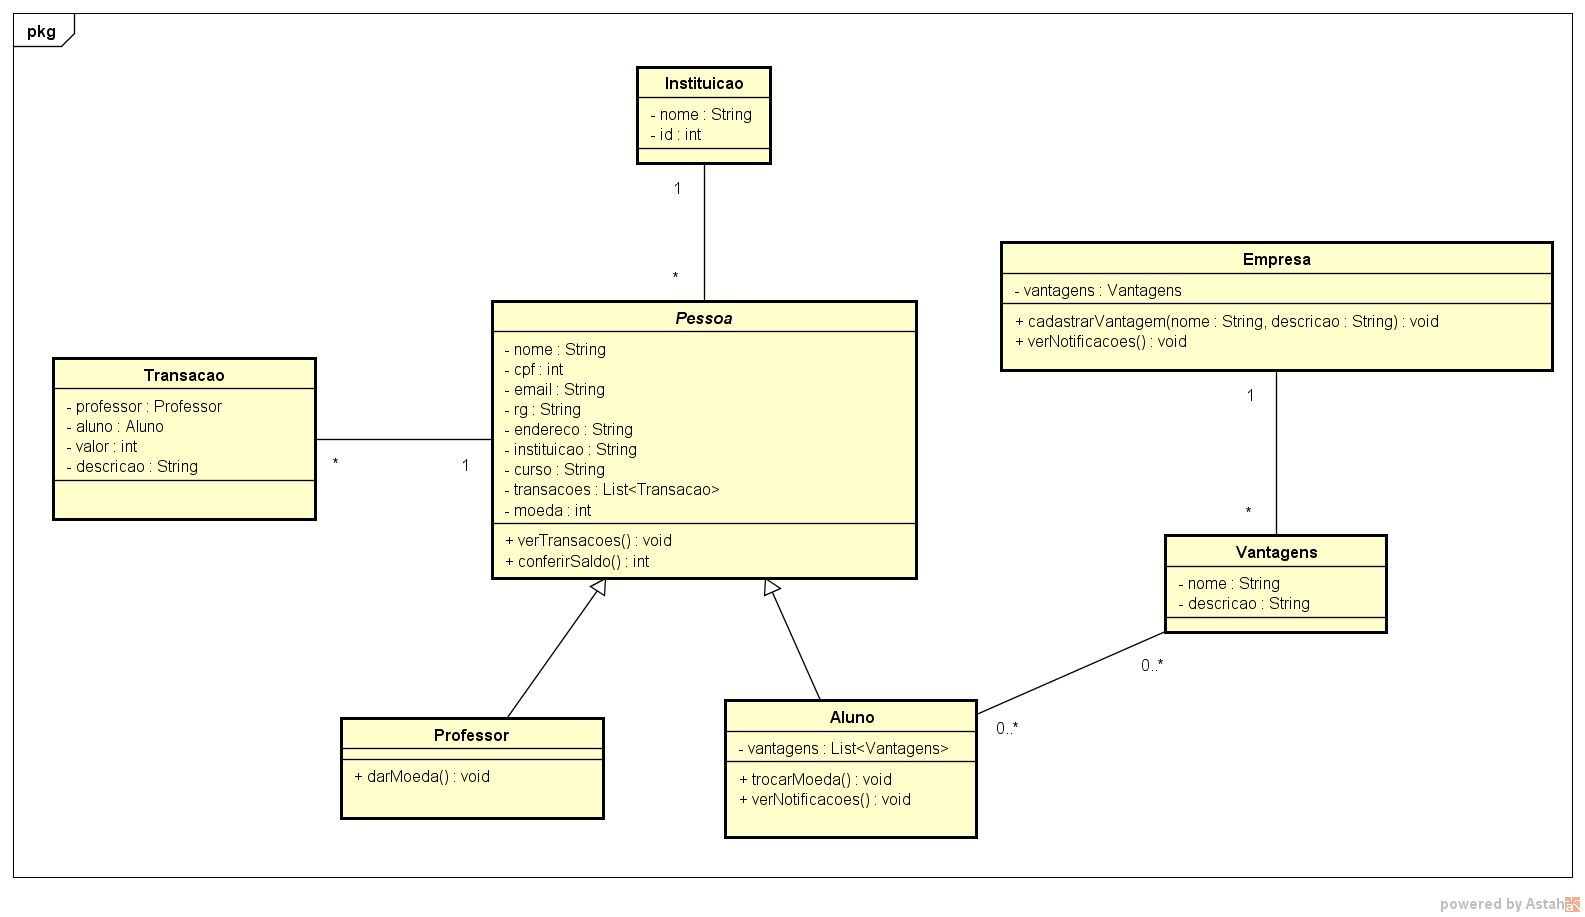 pkg
Instituicao
- nome : String
- id : int
1
*
Empresa
- vantagens : Vantagens
+ cadastrarVantagem(nome : String, descricao : String) : void
+ verNotificacoes() : void
1
*
Pessoa
- nome : String
- cpf : int
- email : String
- rg : String
- endereco : String
- instituicao : String
- curso : String
- transacoes : List<Transacao>
- moeda : int
+ verTransacoes() : void
+ conferirSaldo() : int
Transacao
- professor : Professor
- aluno : Aluno
- valor : int
- descricao : String
*
1
Vantagens
- nome : String
- descricao : String
0..*
0..*
Professor
+ darMoeda() : void
Aluno
- vantagens : List<Vantagens>
+ trocarMoeda() : void
+ verNotificacoes() : void
powered by Astah